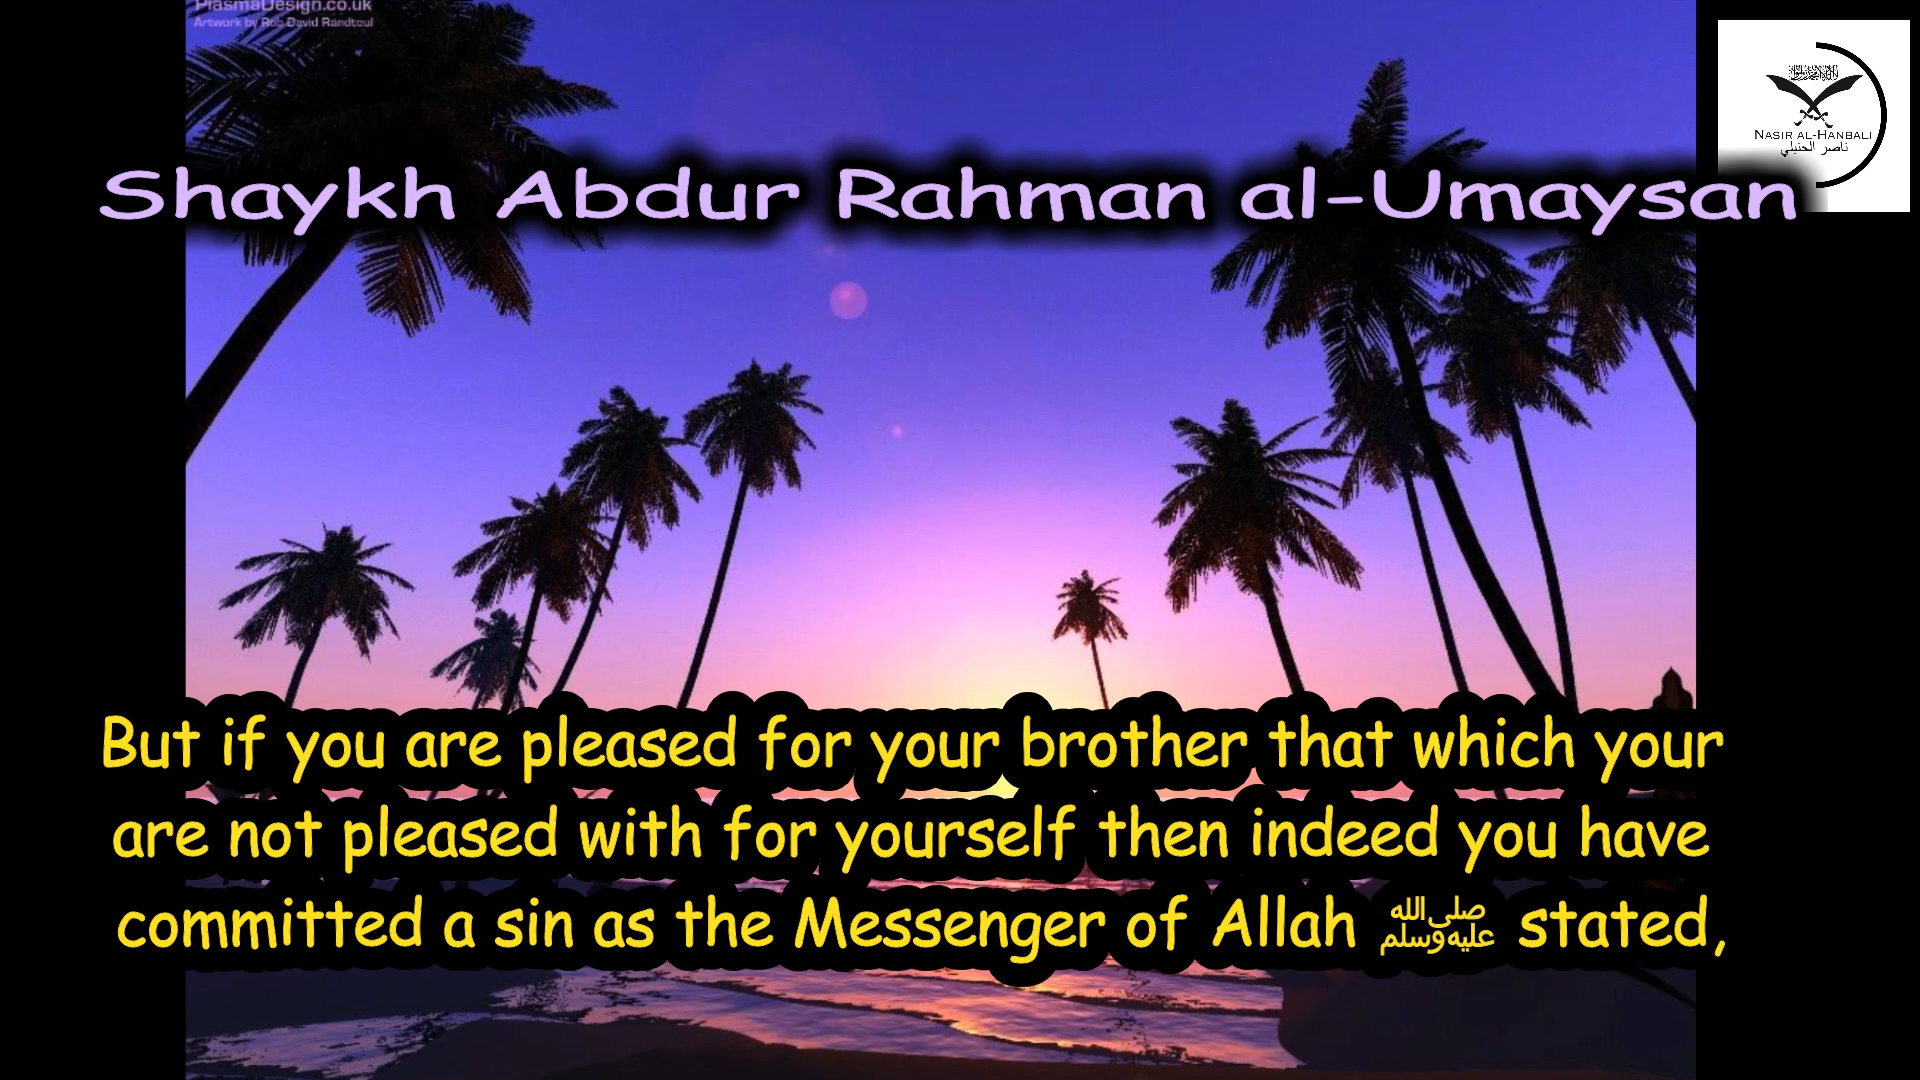 PlasmaDesign.co.uk
Artwork by Rob David Randtoul
NASIR AL-HANBALI
ناصر الحنبلي
Shaykh Abdur Rahman al-Umaysan
But if you are pleased for your brother that which your
are not pleased with for yourself then indeed you have
committed a sin as the Messenger of Allah ﷺ stated,